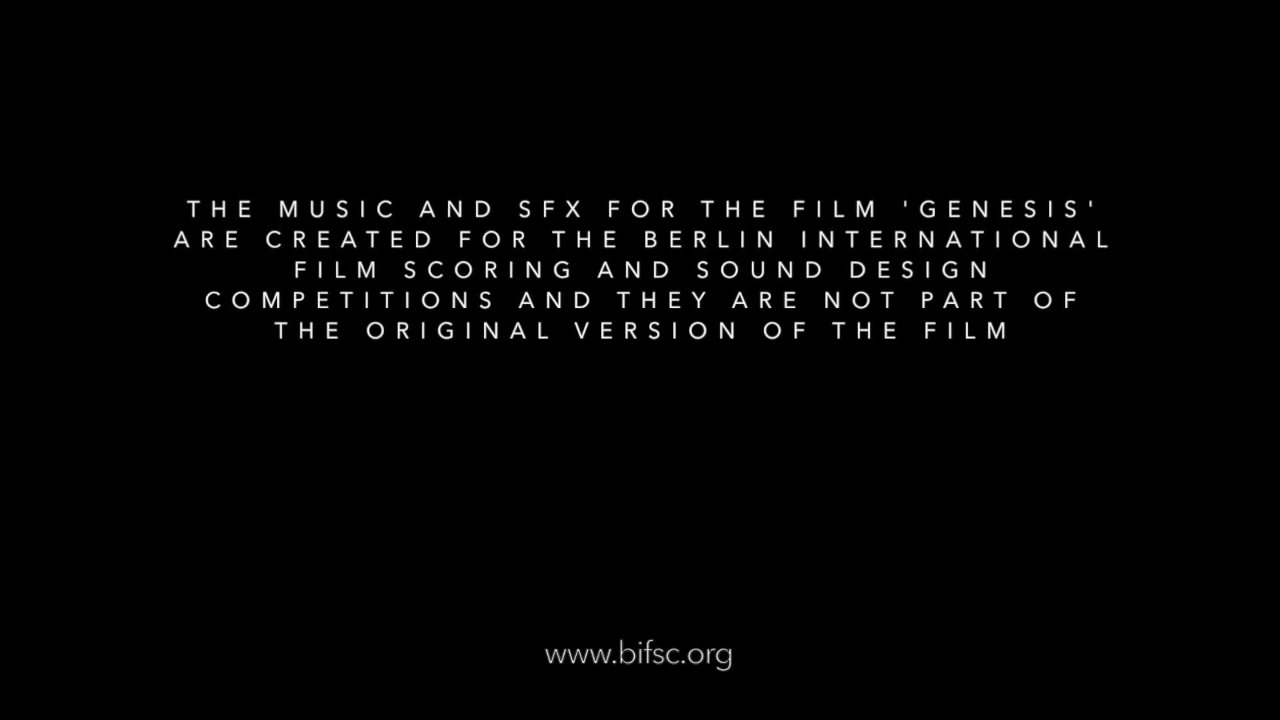 THE MUSIC AND SFX FOR THE FILM 'GENESIS'
ARE CREATED FOR THE BERLIN INTERNATIONAL
FILM SCORING AND SOUND DESIGN
COMPETITIONS AND THEY ARE NOT PART OF
THE ORIGINAL VERSION OF THE FILM
www.bifsc.org